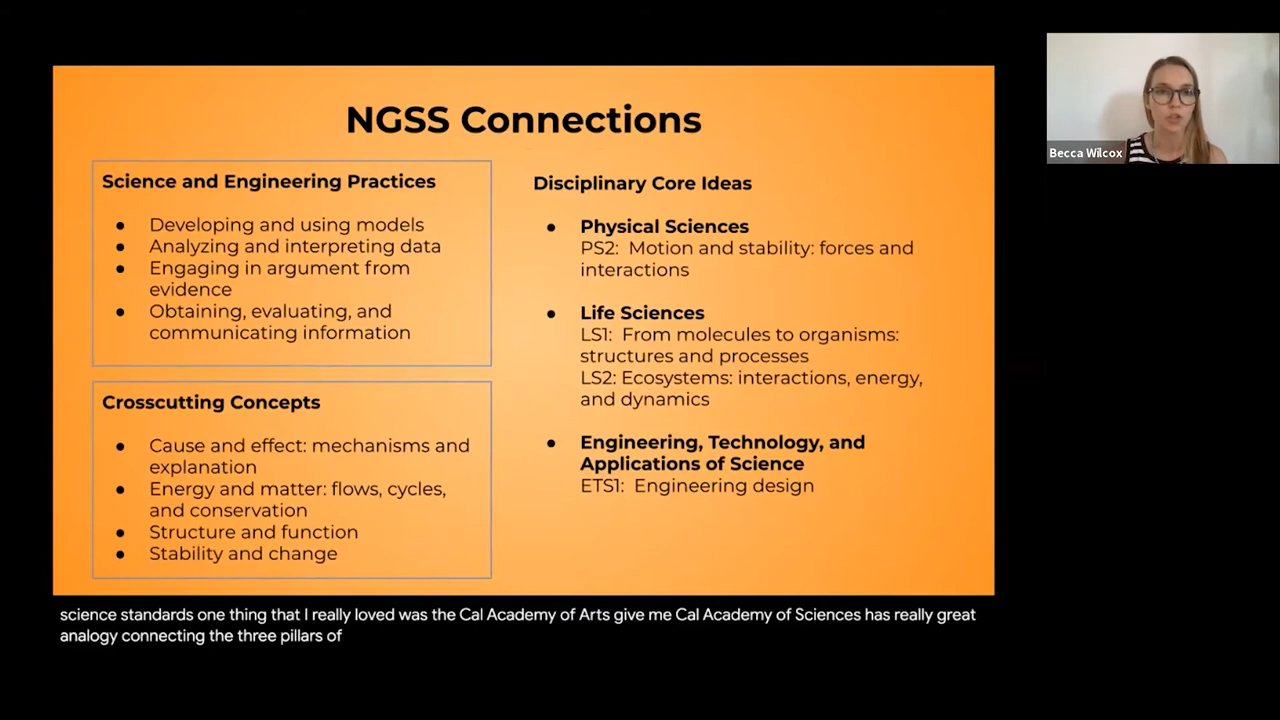 NGSS Connections
Science and Engineering Practices
● Developing and using models
● Analyzing and interpreting data
● Engaging in argument from
evidence
● Obtaining, evaluating, and
communicating information
Crosscutting Concepts
● Cause and effect: mechanisms and
explanation
● Energy and matter: flows, cycles,
and conservation
● Structure and function
● Stability and change
Disciplinary Core Ideas
● Physical Sciences
PS2: Motion and stability: forces and
interactions
● Life Sciences
LS1: From molecules to organisms:
structures and processes
LS2: Ecosystems: interactions, energy,
and dynamics
● Engineering, Technology, and
Applications of Science
ETS1: Engineering design
Becca Wilcox
science standards one thing that I really loved was the Cal Academy of Arts give me Cal Academy of Sciences has really great
analogy connecting the three pillars of